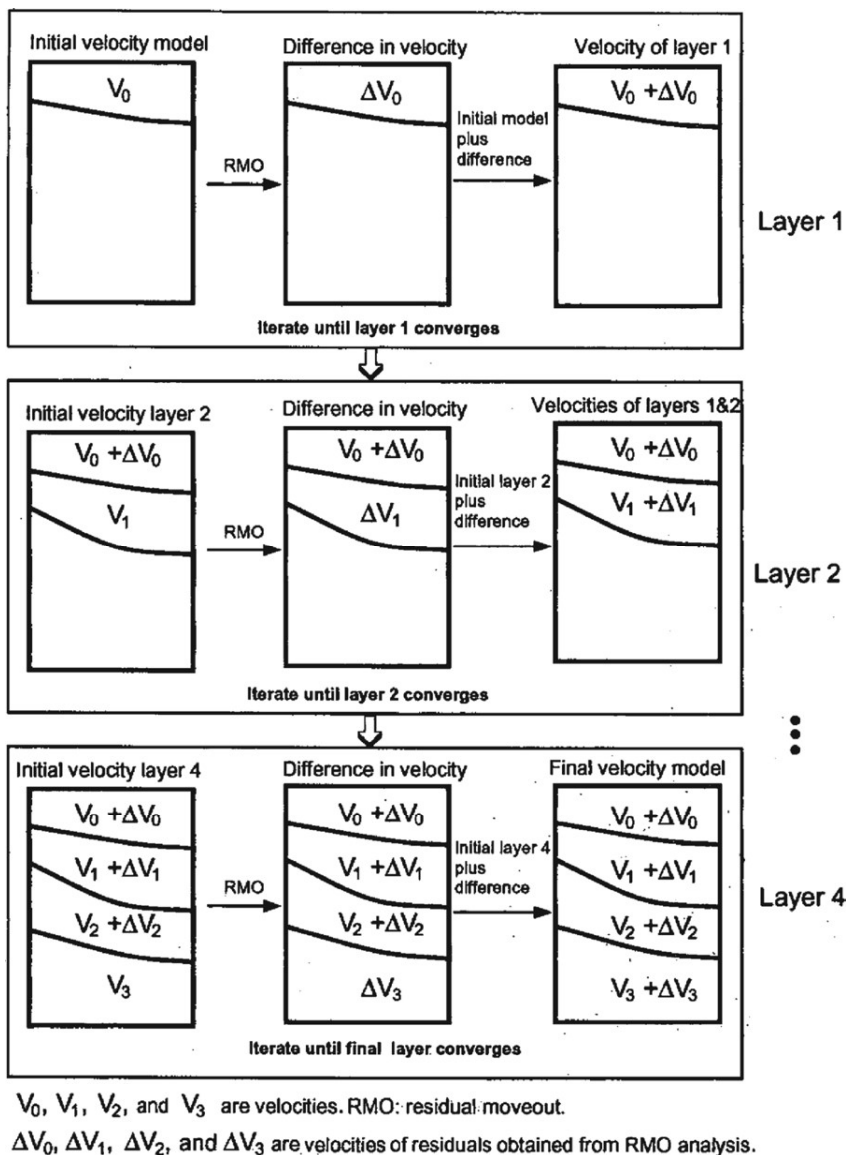 Initial velocity model
Difference in velocity
Velocity of layer 1
V₀
ΔV₀
V₀ +ΔV₀
RMO
Initial model
plus
difference
Layer 1
Iterate until layer 1 converges
Initial velocity layer 2
Difference in velocity
Velocities of layers 1&2
V₀ +ΔV₀
V₀ +ΔV₀
V₀ +ΔV₀
V₁
ΔV₁
V₁ +ΔV₁
RMO
Initial layer 2
plus
difference
Layer 2
Iterate until layer 2 converges
Initial velocity layer 4
Difference in velocity
Final velocity model
V₀ +ΔV₀
V₀ +ΔV₀
V₀ +ΔV₀
V₁ +ΔV₁
V₁ +ΔV₁
V₁ +ΔV₁
RMO
Initial layer 4
plus
difference
Layer 4
V₂ +ΔV₂
V₂ +ΔV₂
V₂ +ΔV₂
V₃
ΔV₃
V₃ +ΔV₃
Iterate until final layer converges
V₀, V₁, V₂, and V₃ are velocities. RMO: residual moveout.
ΔV₀, ΔV₁, ΔV₂, and ΔV₃ are velocities of residuals obtained from RMO analysis.